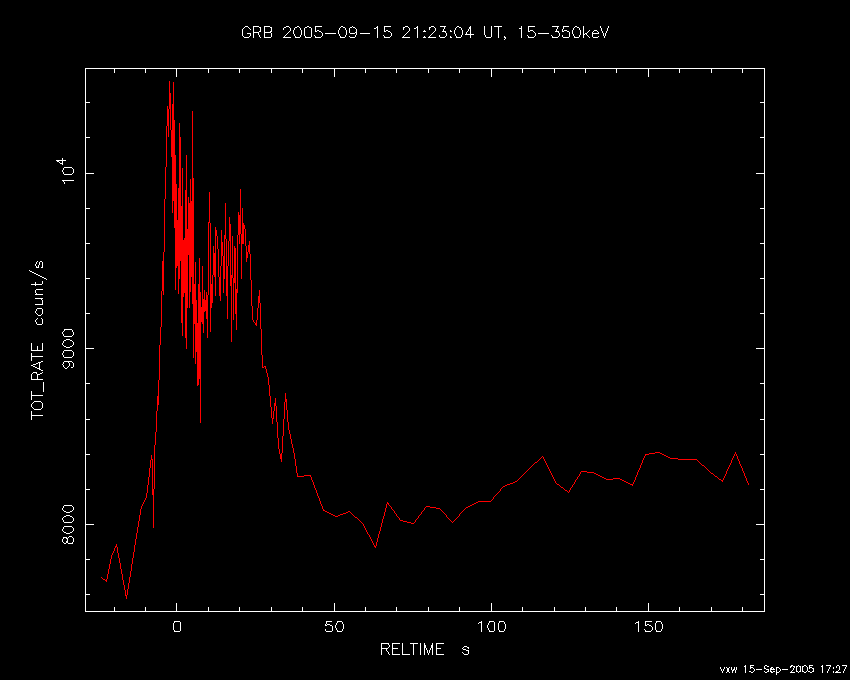 GRB 2005-09-15 21:23:04 UT, 15-350keV
TOT_RATE count/s
10^4
9000
8000
0 50 100 150
RELTIME s
vxw 15-Sep-2005 17:27